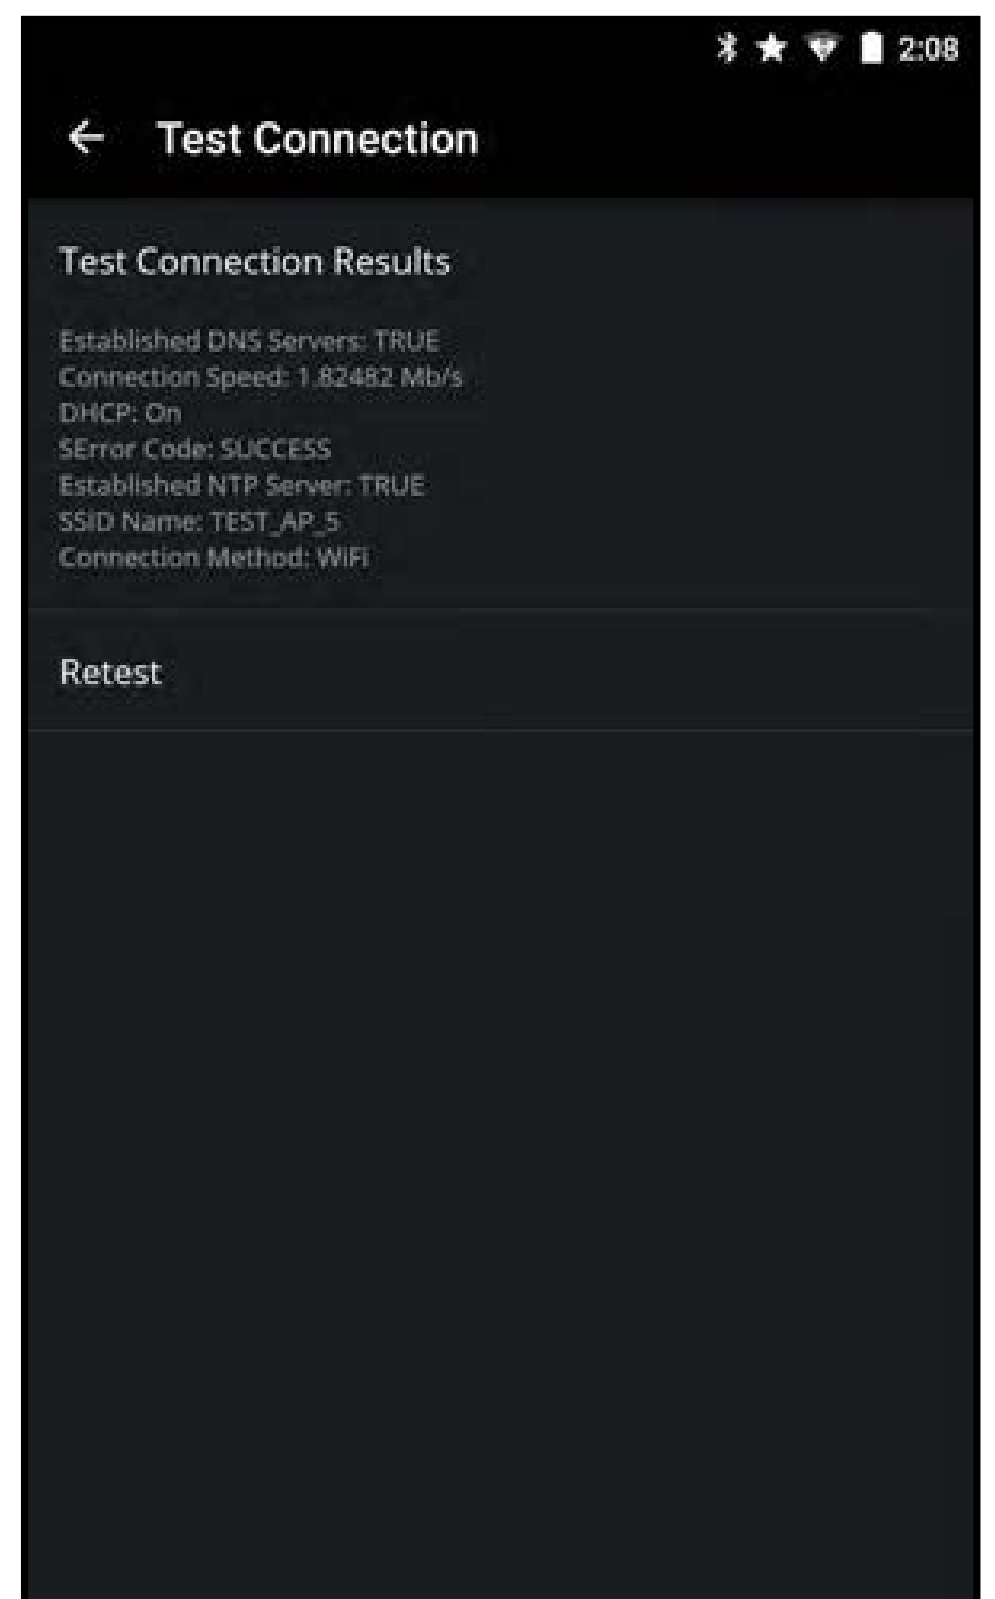 2:08
Test Connection
Test Connection Results
Established DNS Servers: TRUE
Connection Speed: 1.82482 Mb/s
DHCP: On
SError Code: SUCCESS
Established NTP Server: TRUE
SSID Name: TEST_AP_5
Connection Method: WiFi
Retest